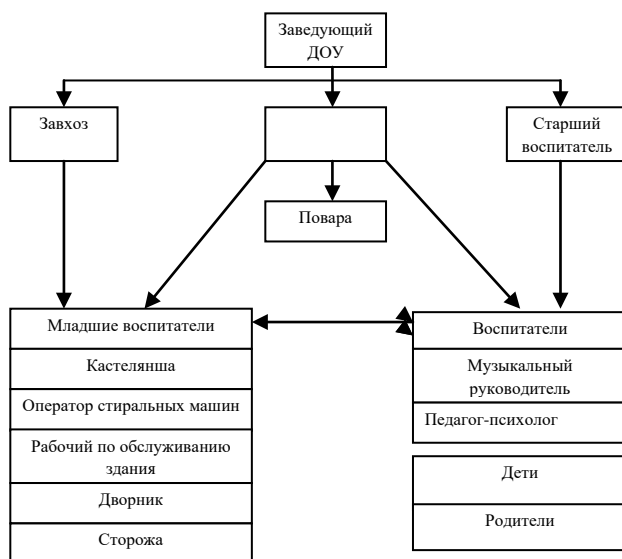 Заведующий
ДОУ
Завхоз
Старший
воспитатель
Повара
Младшие воспитатели
Кастелянша
Оператор стиральных машин
Рабочий по обслуживанию
здания
Дворник
Сторожа
Воспитатели
Музыкальный
руководитель
Педагог-психолог
Дети
Родители